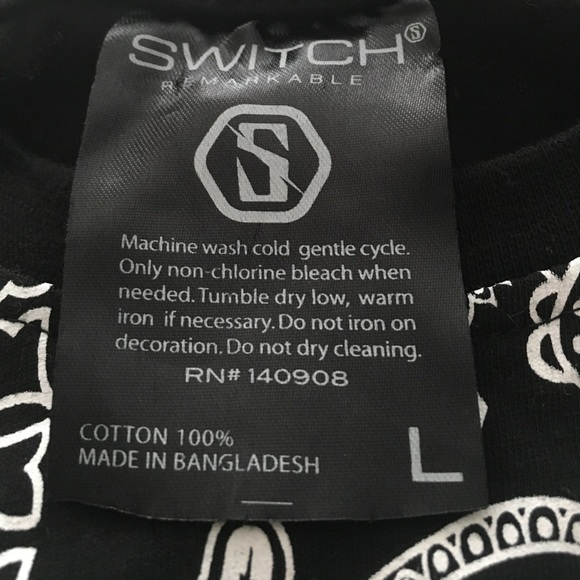 SWITCH Ⓢ
REMARKABLE
S
Machine wash cold gentle cycle.
Only non-chlorine bleach when
needed. Tumble dry low, warm
iron if necessary. Do not iron on
decoration. Do not dry cleaning.
RN# 140908
COTTON 100%
MADE IN BANGLADESH
L